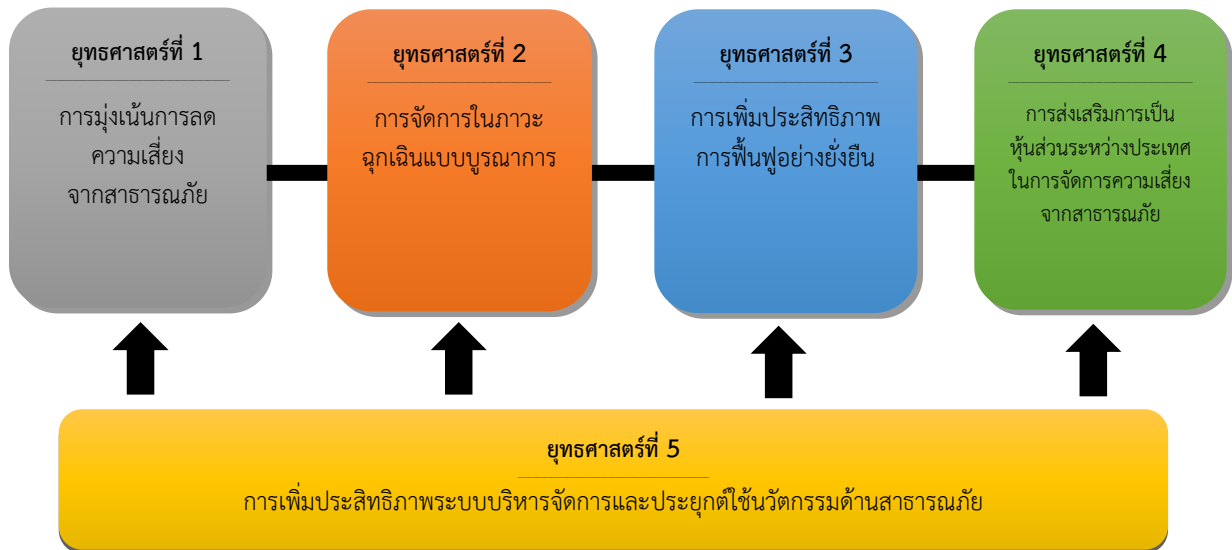 ยุทธศาสตร์ที่ 1
การมุ่งเน้นการลด
ความเสี่ยง
จากสาธารณภัย
ยุทธศาสตร์ที่ 2
การจัดการในภาวะ
ฉุกเฉินแบบบูรณาการ
ยุทธศาสตร์ที่ 3
การเพิ่มประสิทธิภาพ
การฟื้นฟูอย่างยั่งยืน
ยุทธศาสตร์ที่ 4
การส่งเสริมการเป็น
หุ้นส่วนระหว่างประเทศ
ในการจัดการความเสี่ยง
จากสาธารณภัย
ยุทธศาสตร์ที่ 5
การเพิ่มประสิทธิภาพระบบบริหารจัดการและประยุกต์ใช้นวัตกรรมด้านสาธารณภัย